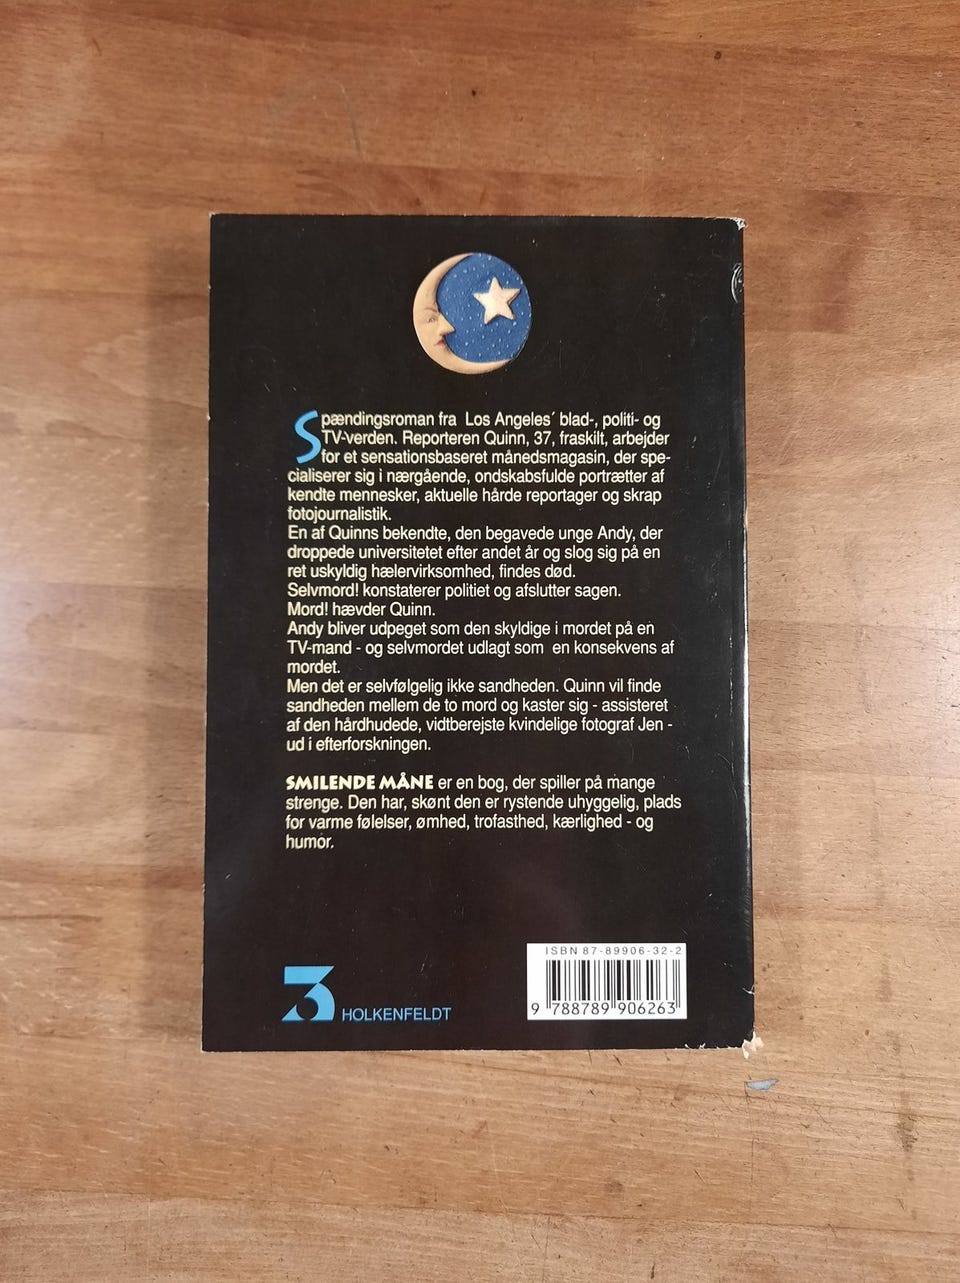 Spændingsroman fra Los Angeles´ blad-, politi- og
TV-verden. Reporteren Quinn, 37, fraskilt, arbejder
for et sensationsbaseret månedsmagasin, der spe-
cialiserer sig i nærgående, ondskabsfulde portrætter af
kendte mennesker, aktuelle hårde reportager og skrap
fotojournalistik.
En af Quinns bekendte, den begavede unge Andy, der
droppede universitetet efter andet år og slog sig på en
ret uskyldig hælervirksomhed, findes død.
Selvmord! konstaterer politiet og afslutter sagen.
Mord! hævder Quinn.
Andy bliver udpeget som den skyldige i mordet på en
TV-mand - og selvmordet udlagt som en konsekvens af
mordet.
Men det er selvfølgelig ikke sandheden. Quinn vil finde
sandheden mellem de to mord og kaster sig - assisteret
af den hårdhudede, vidtberejste kvindelige fotograf Jen -
ud i efterforskningen.
SMILENDE MÅNE er en bog, der spiller på mange
strenge. Den har, skønt den er rystende uhyggelig, plads
for varme følelser, ømhed, trofasthed, kærlighed - og
humor.
3 HOLKENFELDT
ISBN 87-89906-32-2
9 788789 906263